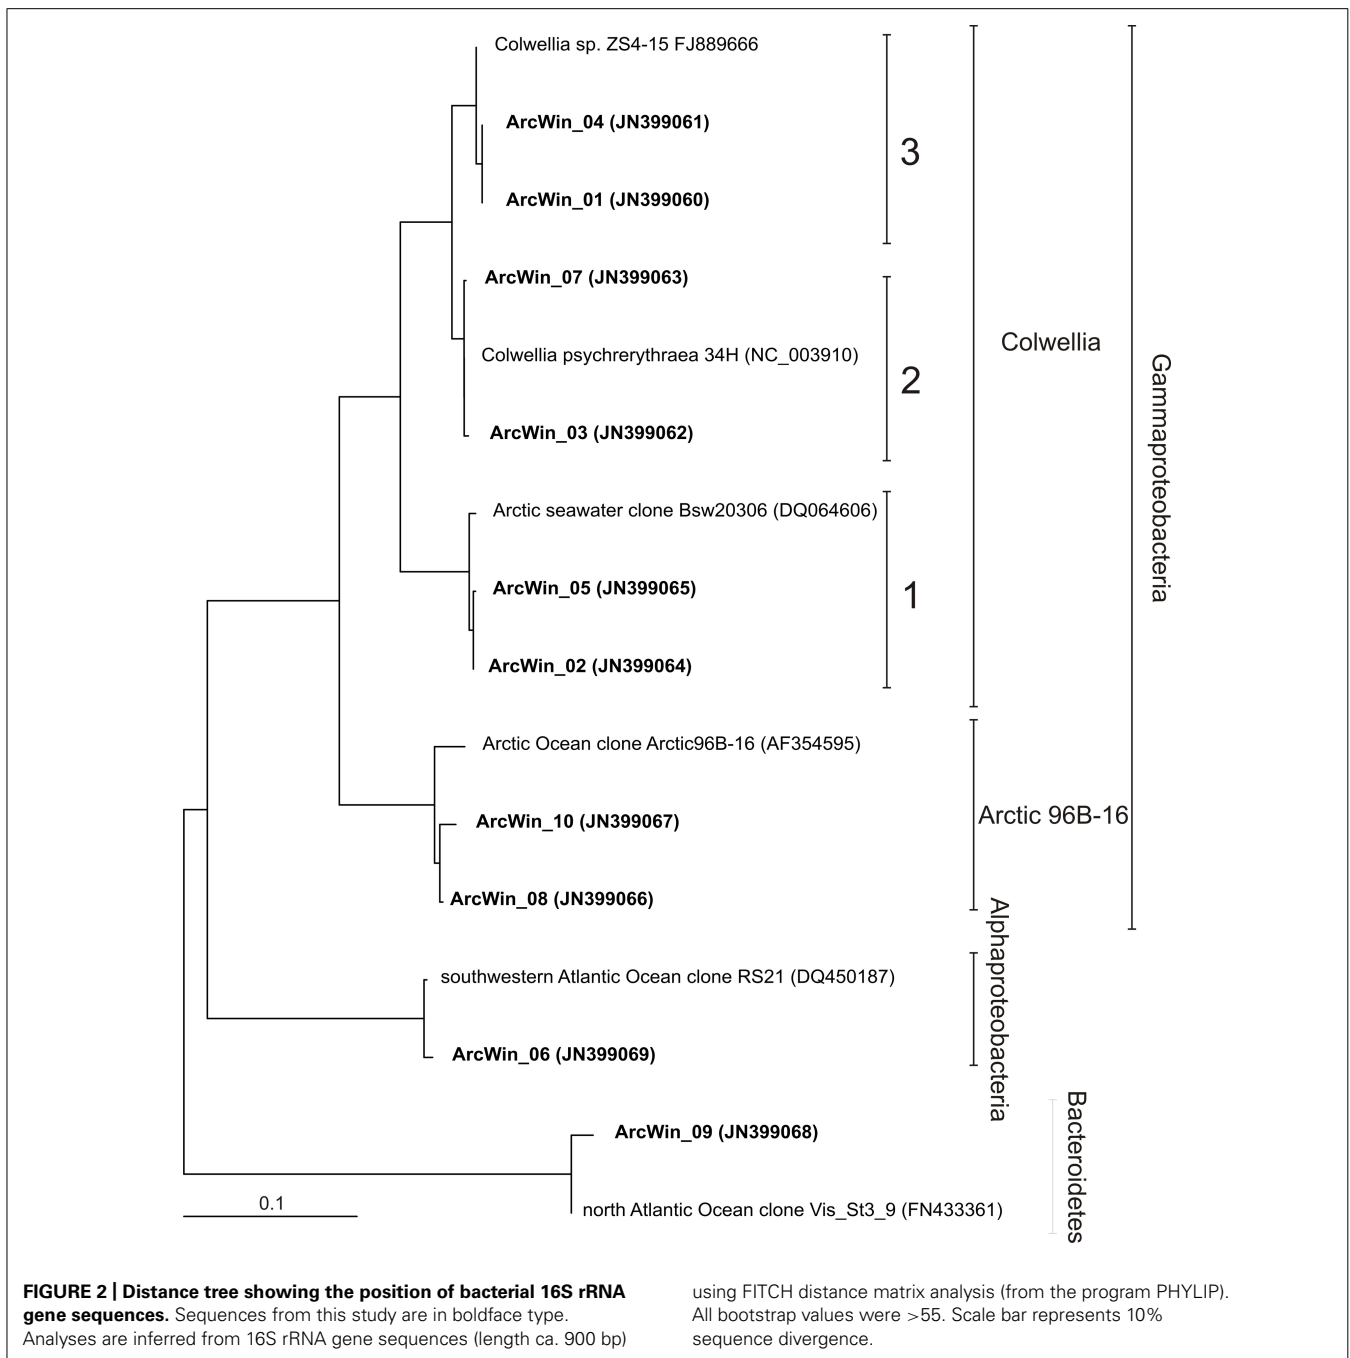 Colwellia sp. ZS4-15 FJ889666
ArcWin_04 (JN399061)
3
ArcWin_01 (JN399060)
ArcWin_07 (JN399063)
Colwellia
Colwellia psychrerythraea 34H (NC_003910)
2
Gammaproteobacteria
ArcWin_03 (JN399062)
Arctic seawater clone Bsw20306 (DQ064606)
ArcWin_05 (JN399065)
1
ArcWin_02 (JN399064)
Arctic Ocean clone Arctic96B-16 (AF354595)
Arctic 96B-16
ArcWin_10 (JN399067)
ArcWin_08 (JN399066)
Alphaproteobacteria
southwestern Atlantic Ocean clone RS21 (DQ450187)
ArcWin_06 (JN399069)
ArcWin_09 (JN399068)
Bacteroidetes
0.1
north Atlantic Ocean clone Vis_St3_9 (FN433361)
FIGURE 2 | Distance tree showing the position of bacterial 16S rRNA
gene sequences. Sequences from this study are in boldface type.
Analyses are inferred from 16S rRNA gene sequences (length ca. 900 bp)
using FITCH distance matrix analysis (from the program PHYLIP).
All bootstrap values were >55. Scale bar represents 10%
sequence divergence.